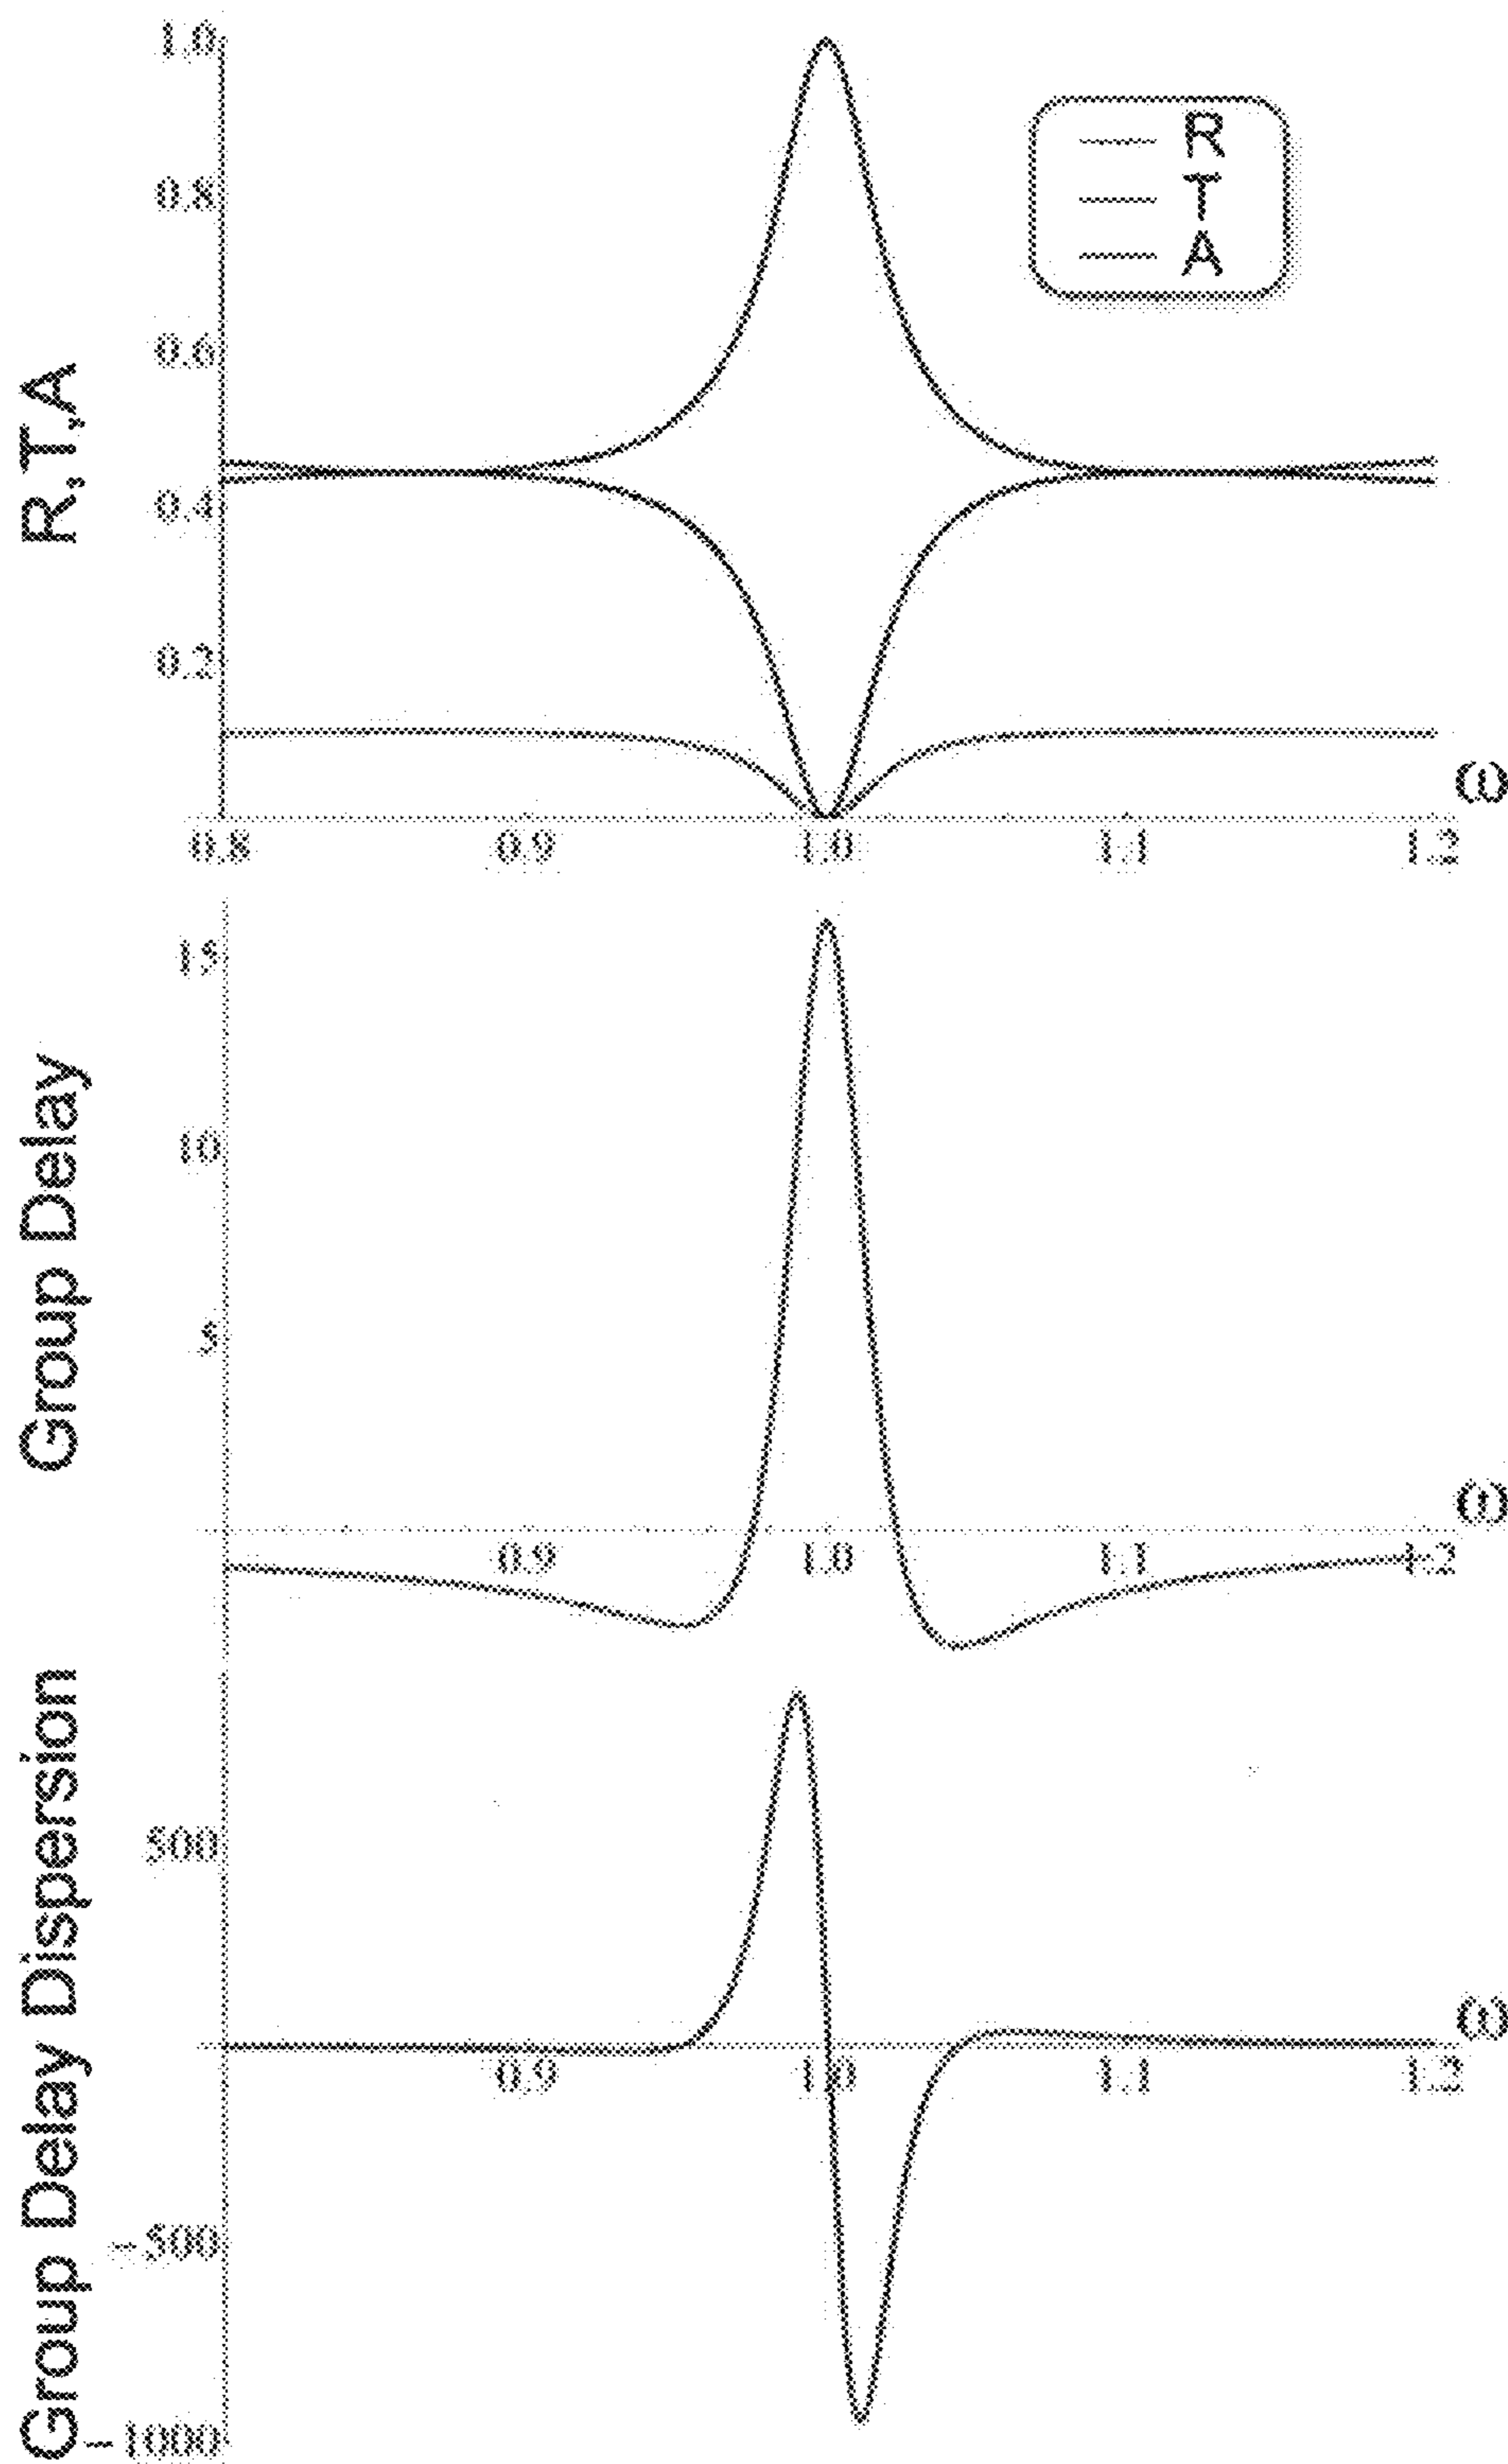 R,T,A
1.0
0.8
0.6
0.4
0.2
R
T
A
ω
0.8 0.9 1.0 1.1 1.2
Group Delay
15
10
5
ω
0.9 1.0 1.1 1.2
Group Delay Dispersion
500
ω
0.9 1.0 1.1 1.2
-500
-1000